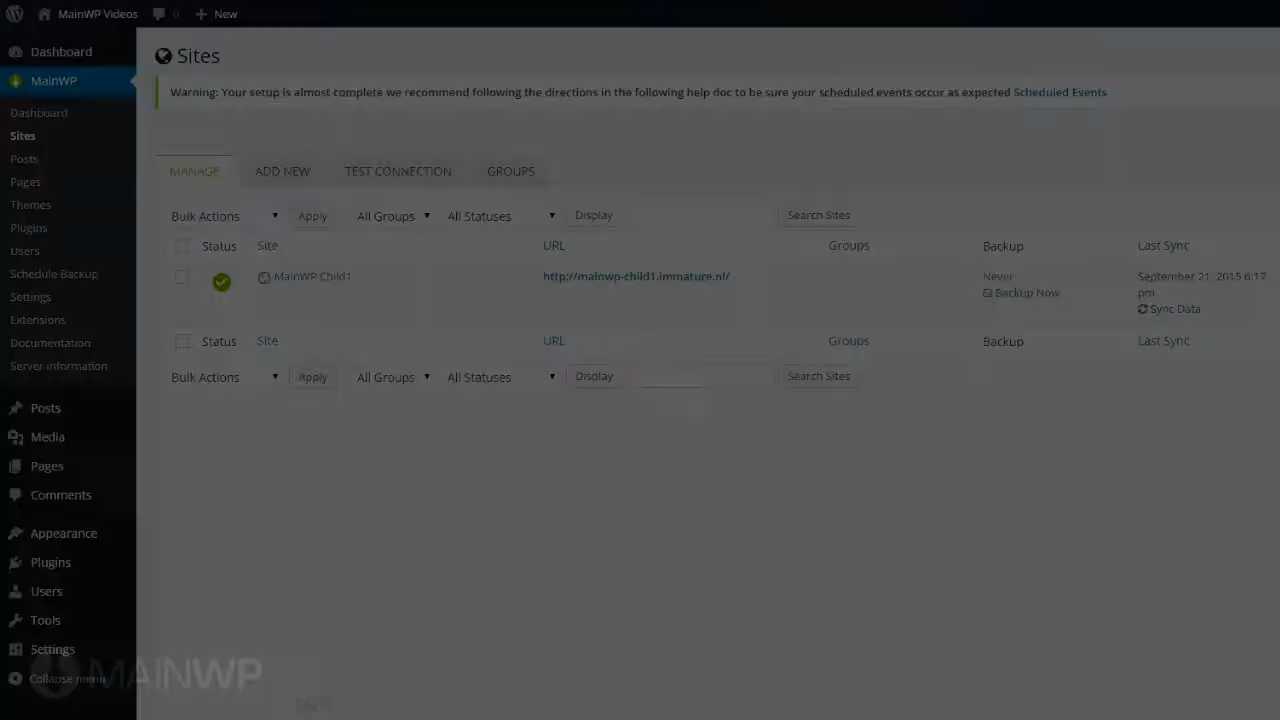 MainWP Videos 0 New
Dashboard
MainWP
Dashboard
Sites
Posts
Pages
Themes
Plugins
Users
Schedule Backup
Settings
Extensions
Documentation
Server Information
Posts
Media
Pages
Comments
Appearance
Plugins
Users
Tools
Settings
Collapse menu
MAINWP
Sites
Warning: Your setup is almost complete we recommend following the directions in the following help doc to be sure your scheduled events occur as expected Scheduled Events
MANAGE ADD NEW TEST CONNECTION GROUPS
Bulk Actions Apply All Groups All Statuses Display Search Sites
Status Site URL Groups Backup Last Sync
MainWP Child1 http://mainwp-child1.immature.nl/ Never September 21, 2015 6:17
Backup Now pm
Sync Data
Status Site URL Groups Backup Last Sync
Bulk Actions Apply All Groups All Statuses Display Search Sites